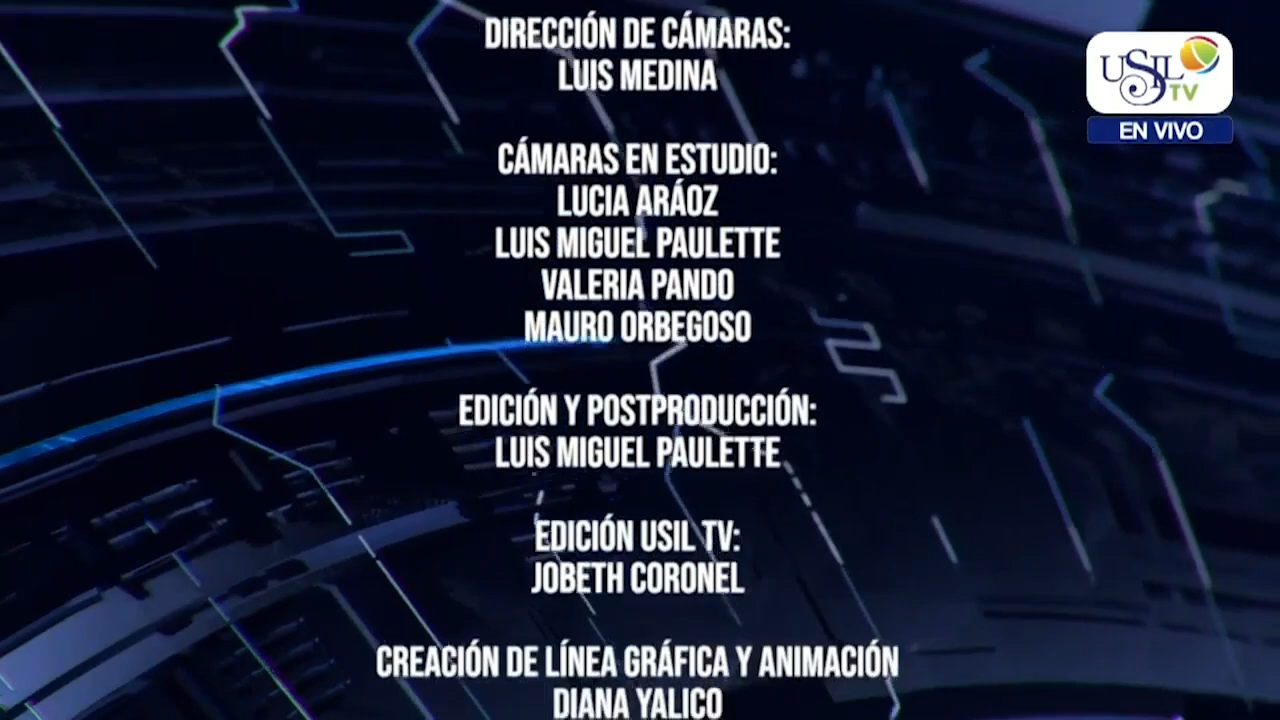 DIRECCIÓN DE CÁMARAS:
LUIS MEDINA
CÁMARAS EN ESTUDIO:
LUCIA ARÁOZ
LUIS MIGUEL PAULETTE
VALERIA PANDO
MAURO ORBEGOSO
EDICIÓN Y POSTPRODUCCIÓN:
LUIS MIGUEL PAULETTE
EDICIÓN USIL TV:
JOBETH CORONEL
CREACIÓN DE LÍNEA GRÁFICA Y ANIMACIÓN
DIANA YALICO
USIL
TV
EN VIVO